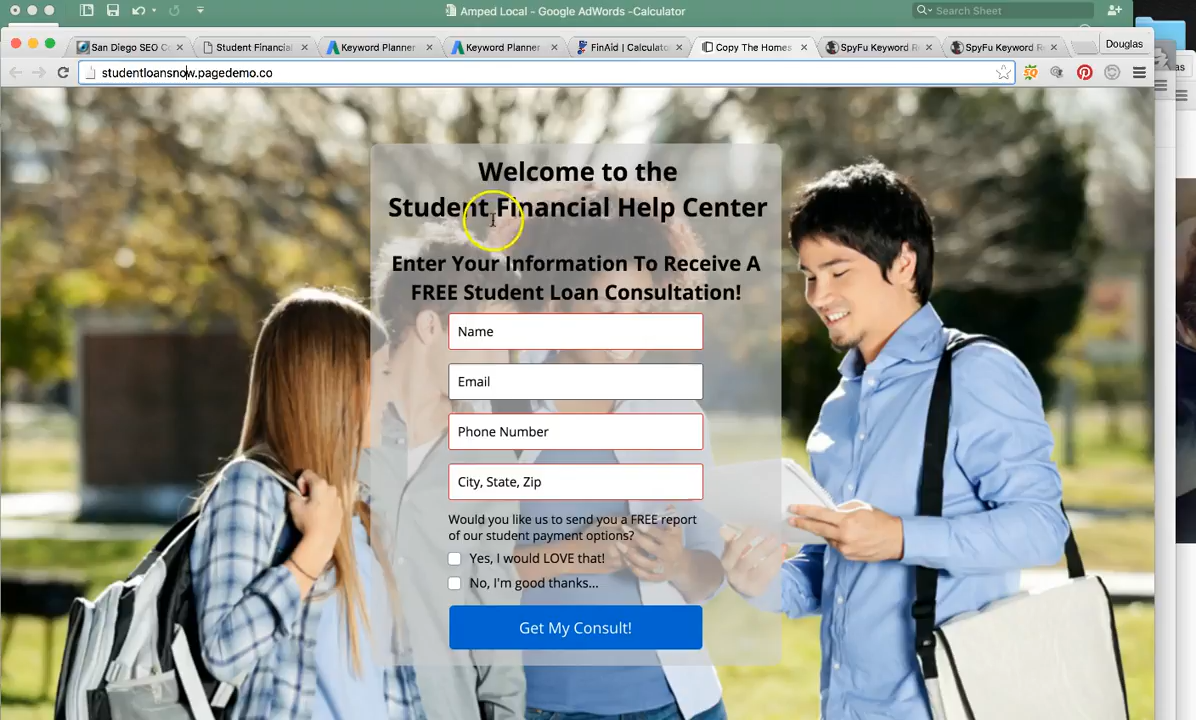 Amped Local - Google AdWords -Calculator
Search Sheet
San Diego SEO C
Student Financial
Keyword Planner
Keyword Planner
FinAid | Calculato
Copy The Homes
SpyFu Keyword R
SpyFu Keyword R
Douglas
studentloansnow.pagedemo.co
Welcome to the
Student Financial Help Center
Enter Your Information To Receive A
FREE Student Loan Consultation!
Name
Email
Phone Number
City, State, Zip
Would you like us to send you a FREE report
of our student payment options?
Yes, I would LOVE that!
No, I'm good thanks...
Get My Consult!